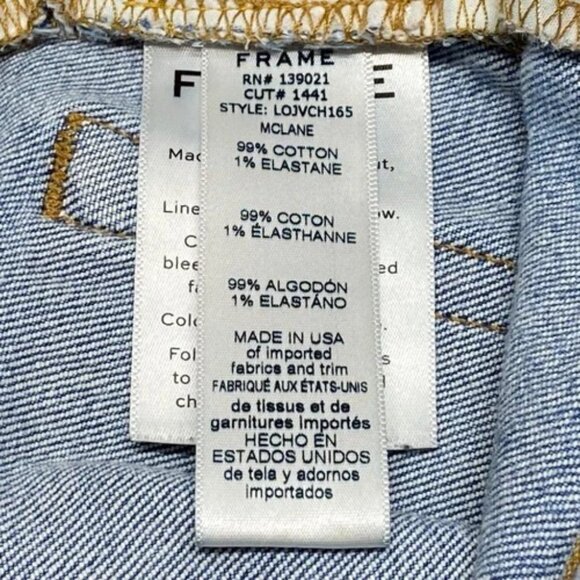 FRAME
RN# 139021
CUT# 1441
STYLE: LOJVCH165
MCLANE
99% COTTON
1% ELASTANE
99% COTON
1% ÉLASTHANNE
99% ALGODÓN
1% ELASTÁNO
MADE IN USA
of imported
fabrics and trim
FABRIQUÉ AUX ÉTATS-UNIS
de tissus et de
garnitures importés
HECHO EN
ESTADOS UNIDOS
de tela y adornos
importados